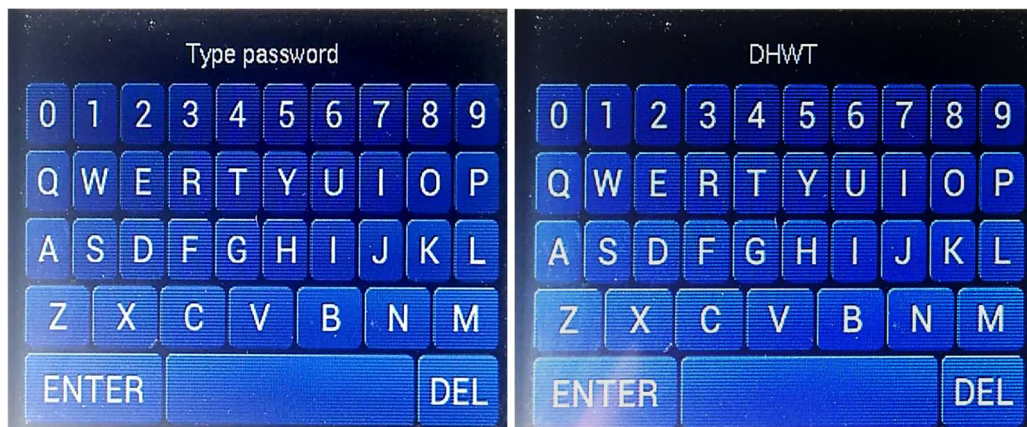 Type password
0 1 2 3 4 5 6 7 8 9
Q W E R T Y U I O P
A S D F G H I J K L
Z X C V B N M
ENTER DEL
DHWT
0 1 2 3 4 5 6 7 8 9
Q W E R T Y U I O P
A S D F G H I J K L
Z X C V B N M
ENTER DEL